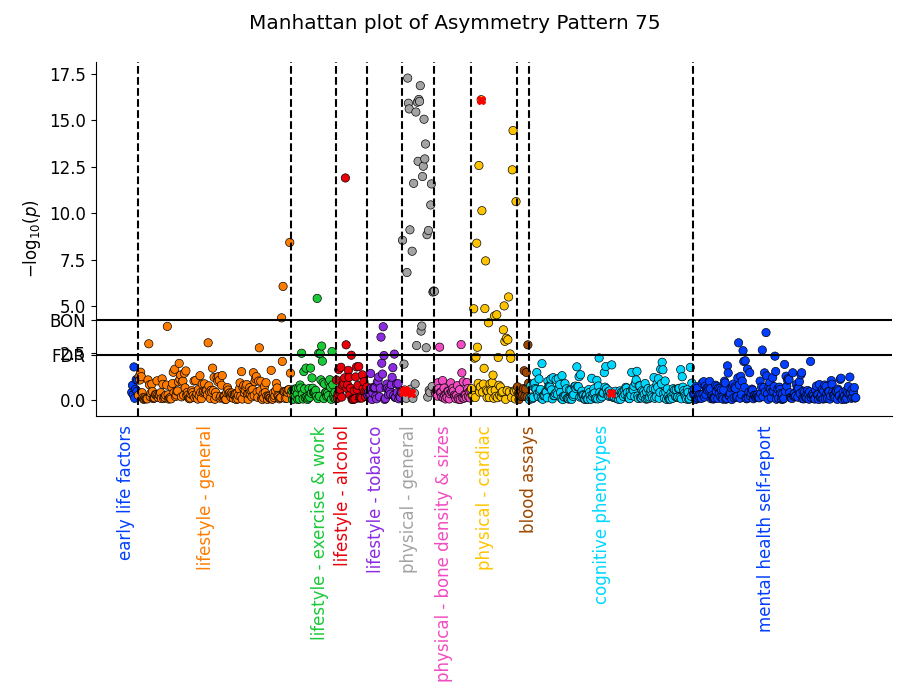 Manhattan plot of Asymmetry Pattern 75
−log₁₀(p)
17.5
15.0
12.5
10.0
7.5
5.0
BON
2.5
FDR
0.0
early life factors
lifestyle - general
lifestyle - exercise & work
lifestyle - alcohol
lifestyle - tobacco
physical - general
physical - bone density & sizes
physical - cardiac
blood assays
cognitive phenotypes
mental health self-report